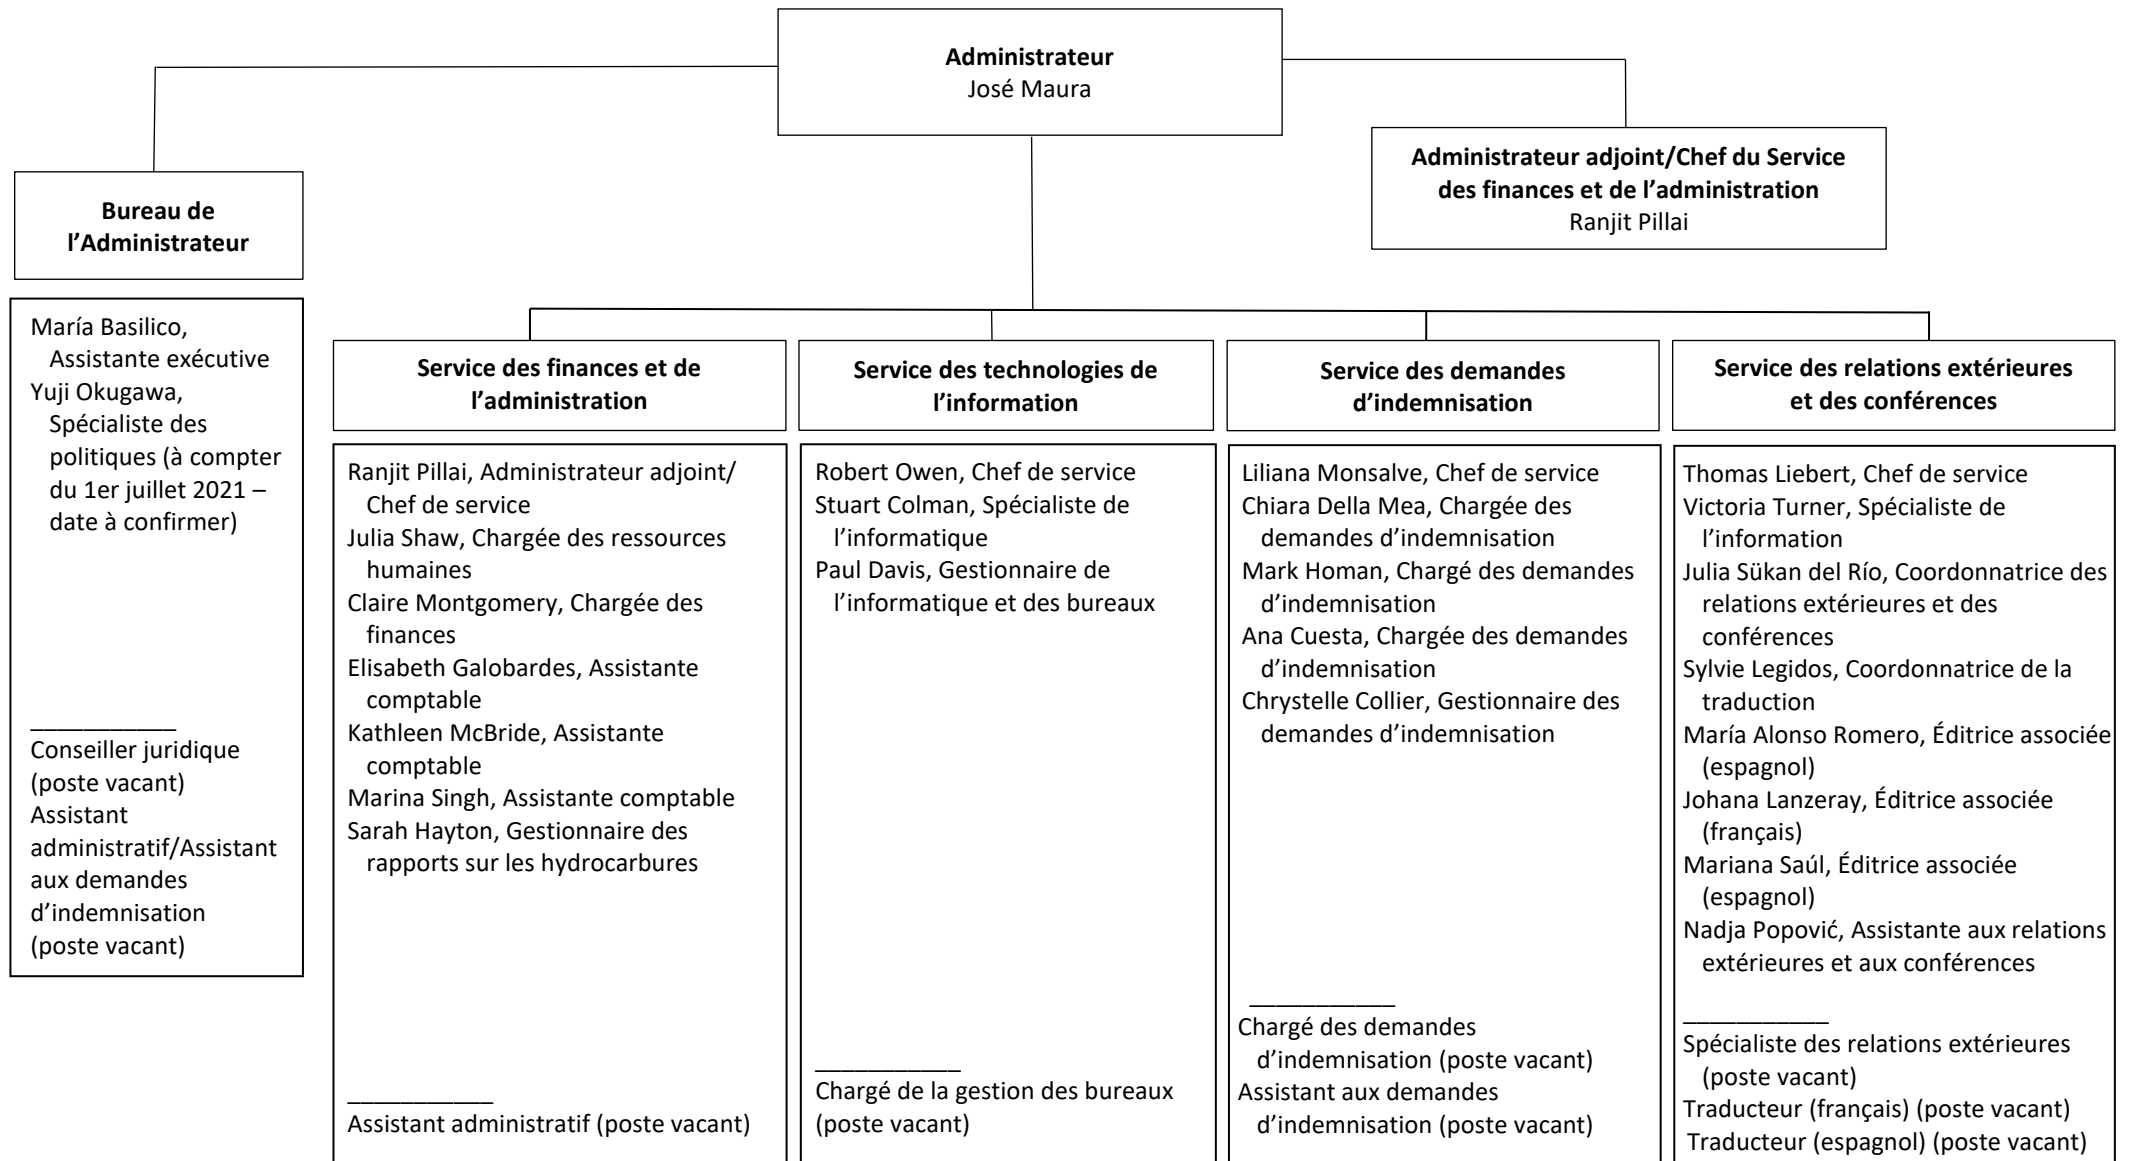 Administrateur
José Maura
Administrateur adjoint/Chef du Service
des finances et de l’administration
Ranjit Pillai
Bureau de
l’Administrateur
María Basilico,
Assistante exécutive
Yuji Okugawa,
Spécialiste des
politiques (à compter
du 1er juillet 2021 –
date à confirmer)
___________
Conseiller juridique
(poste vacant)
Assistant
administratif/Assistant
aux demandes
d’indemnisation
(poste vacant)
Service des finances et de
l’administration
Ranjit Pillai, Administrateur adjoint/
Chef de service
Julia Shaw, Chargée des ressources
humaines
Claire Montgomery, Chargée des
finances
Elisabeth Galobardes, Assistante
comptable
Kathleen McBride, Assistante
comptable
Marina Singh, Assistante comptable
Sarah Hayton, Gestionnaire des
rapports sur les hydrocarbures
___________
Assistant administratif (poste vacant)
Service des technologies de
l’information
Robert Owen, Chef de service
Stuart Colman, Spécialiste de
l’informatique
Paul Davis, Gestionnaire de
l’informatique et des bureaux
___________
Chargé de la gestion des bureaux
(poste vacant)
Service des demandes
d’indemnisation
Liliana Monsalve, Chef de service
Chiara Della Mea, Chargée des
demandes d’indemnisation
Mark Homan, Chargé des demandes
d’indemnisation
Ana Cuesta, Chargée des demandes
d’indemnisation
Chrystelle Collier, Gestionnaire des
demandes d’indemnisation
___________
Chargé des demandes
d’indemnisation (poste vacant)
Assistant aux demandes
d’indemnisation (poste vacant)
Service des relations extérieures
et des conférences
Thomas Liebert, Chef de service
Victoria Turner, Spécialiste de
l’information
Julia Sükan del Río, Coordonnatrice des
relations extérieures et des
conférences
Sylvie Legidos, Coordonnatrice de la
traduction
María Alonso Romero, Éditrice associée
(espagnol)
Johana Lanzeray, Éditrice associée
(français)
Mariana Saúl, Éditrice associée
(espagnol)
Nadja Popović, Assistante aux relations
extérieures et aux conférences
___________
Spécialiste des relations extérieures
(poste vacant)
Traducteur (français) (poste vacant)
Traducteur (espagnol) (poste vacant)